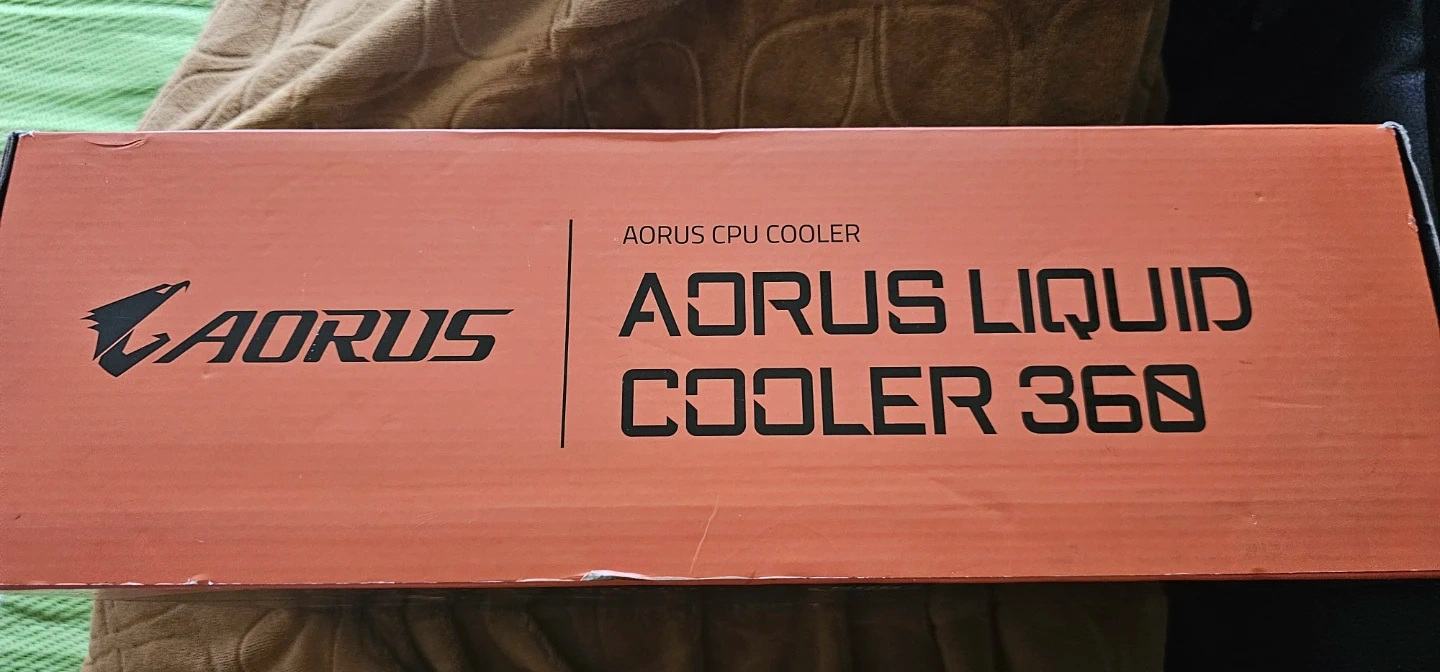 AORUS
AORUS CPU COOLER
AORUS LIQUID
COOLER 360